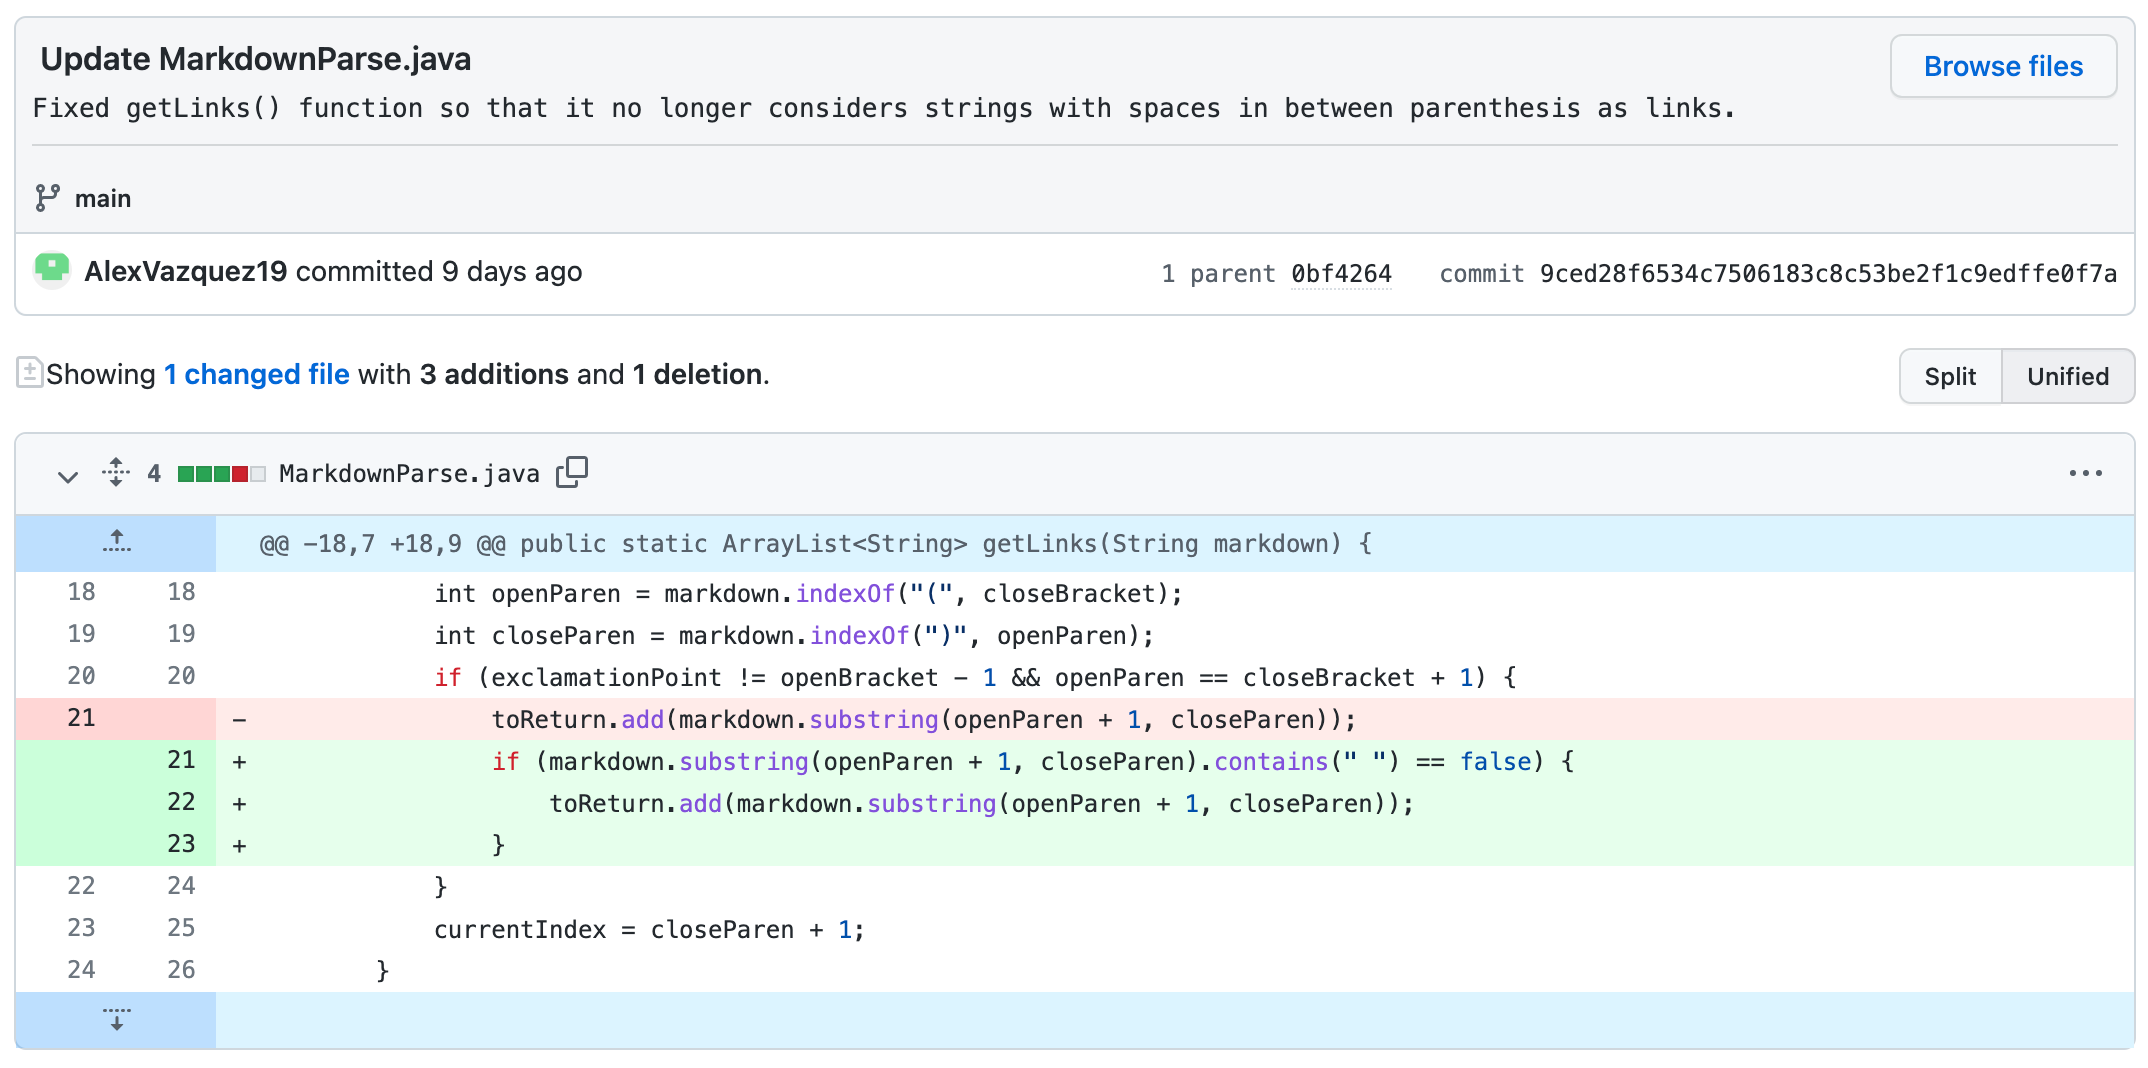 Update MarkdownParse.java
Browse files
Fixed getLinks() function so that it no longer considers strings with spaces in between parenthesis as links.
main
AlexVazquez19 committed 9 days ago 1 parent 0bf4264 commit 9ced28f6534c7506183c8c53be2f1c9edffe0f7a
Showing 1 changed file with 3 additions and 1 deletion. Split Unified
4 MarkdownParse.java
@@ -18,7 +18,9 @@ public static ArrayList<String> getLinks(String markdown) {
18 18 int openParen = markdown.indexOf("(", closeBracket);
19 19 int closeParen = markdown.indexOf(")", openParen);
20 20 if (exclamationPoint != openBracket - 1 && openParen == closeBracket + 1) {
21 - toReturn.add(markdown.substring(openParen + 1, closeParen));
21 + if (markdown.substring(openParen + 1, closeParen).contains(" ") == false) {
22 + toReturn.add(markdown.substring(openParen + 1, closeParen));
23 + }
22 24 }
23 25 currentIndex = closeParen + 1;
24 26 }